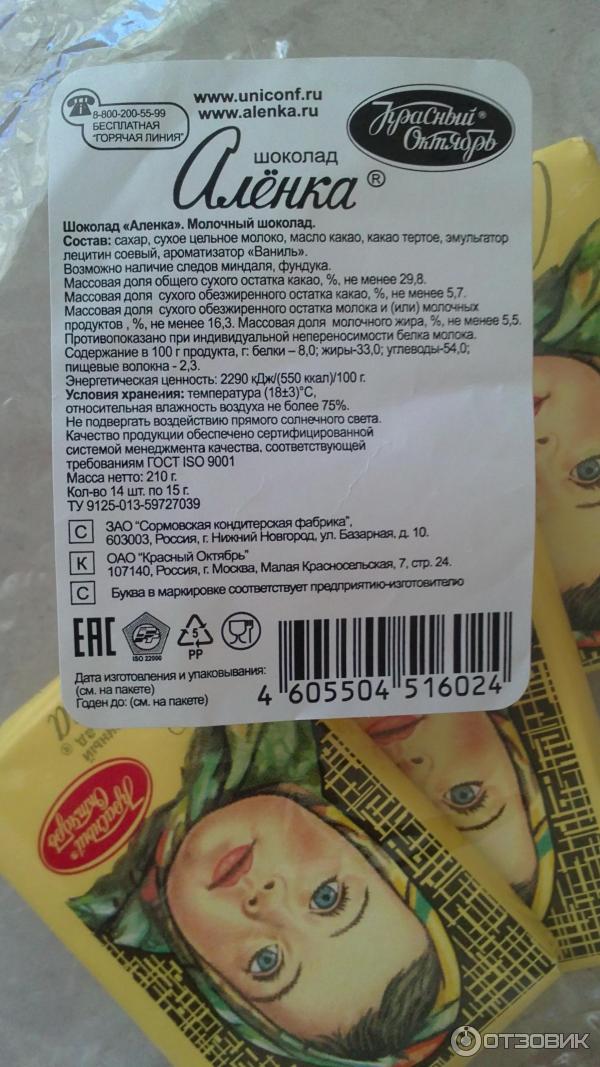 8-800-200-55-99
БЕСПЛАТНАЯ
"ГОРЯЧАЯ ЛИНИЯ"
www.uniconf.ru
www.alenka.ru
Красный®
Октябрь
шоколад
Алёнка®
Шоколад «Аленка». Молочный шоколад.
Состав: сахар, сухое цельное молоко, масло какао, какао тертое, эмульгатор
лецитин соевый, ароматизатор «Ваниль».
Возможно наличие следов миндаля, фундука.
Массовая доля общего сухого остатка какао, %, не менее 29,8.
Массовая доля сухого обезжиренного остатка какао, %, не менее 5,7.
Массовая доля сухого обезжиренного остатка молока и (или) молочных
продуктов , %, не менее 16,3. Массовая доля молочного жира, %, не менее 5,5.
Противопоказано при индивидуальной непереносимости белка молока.
Содержание в 100 г продукта, г: белки – 8,0; жиры-33,0; углеводы-54,0;
пищевые волокна - 2,3.
Энергетическая ценность: 2290 кДж/(550 ккал)/100 г.
Условия хранения: температура (18±3)°С,
относительная влажность воздуха не более 75%.
Не подвергать воздействию прямого солнечного света.
Качество продукции обеспечено сертифицированной
системой менеджмента качества, соответствующей
требованиям ГОСТ ISO 9001
Масса нетто: 210 г.
Кол-во 14 шт. по 15 г.
ТУ 9125-013-59727039
С ЗАО "Сормовская кондитерская фабрика",
603003, Россия, г. Нижний Новгород, ул. Базарная, д. 10.
К ОАО "Красный Октябрь"
107140, Россия, г. Москва, Малая Красносельская, 7, стр. 24.
С Буква в маркировке соответствует предприятию-изготовителю
EAC
ISO 22000
5
PP
Дата изготовления и упаковывания:
(см. на пакете)
Годен до: (см. на пакете)
4 605504 516024
Красный
Октябрь®
ОТЗОВИК